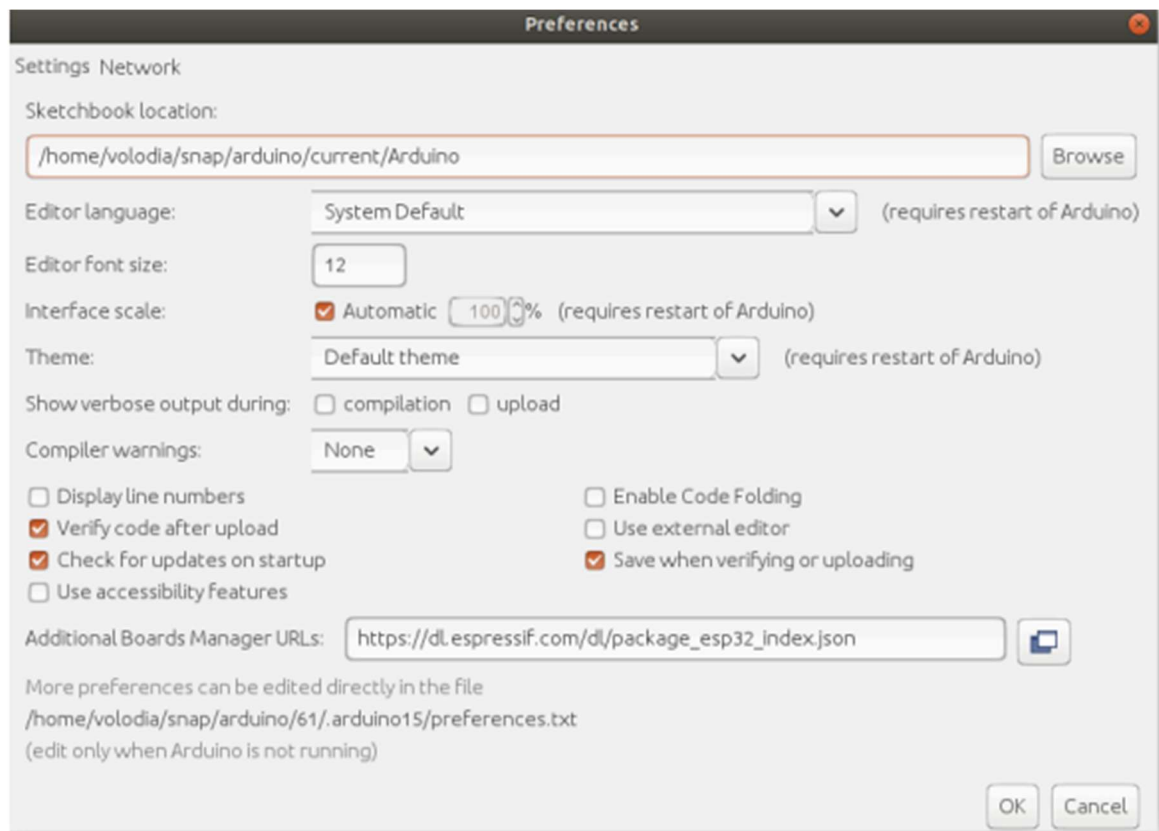 Preferences
Settings Network
Sketchbook location:
/home/volodia/snap/arduino/current/Arduino Browse
Editor language: System Default (requires restart of Arduino)
Editor font size: 12
Interface scale: Automatic 100 % (requires restart of Arduino)
Theme: Default theme (requires restart of Arduino)
Show verbose output during: compilation upload
Compiler warnings: None
Display line numbers Enable Code Folding
Verify code after upload Use external editor
Check for updates on startup Save when verifying or uploading
Use accessibility features
Additional Boards Manager URLs: https://dl.espressif.com/dl/package_esp32_index.json
More preferences can be edited directly in the file
/home/volodia/snap/arduino/61/.arduino15/preferences.txt
(edit only when Arduino is not running)
OK Cancel